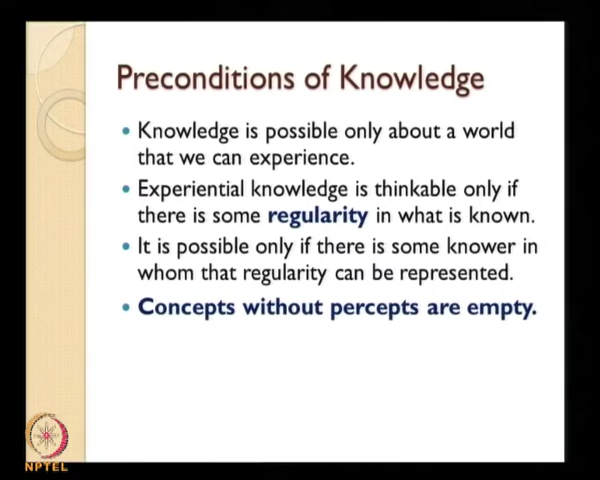 Preconditions of Knowledge
• Knowledge is possible only about a world
that we can experience.
• Experiential knowledge is thinkable only if
there is some regularity in what is known.
• It is possible only if there is some knower in
whom that regularity can be represented.
• Concepts without percepts are empty.
NPTEL